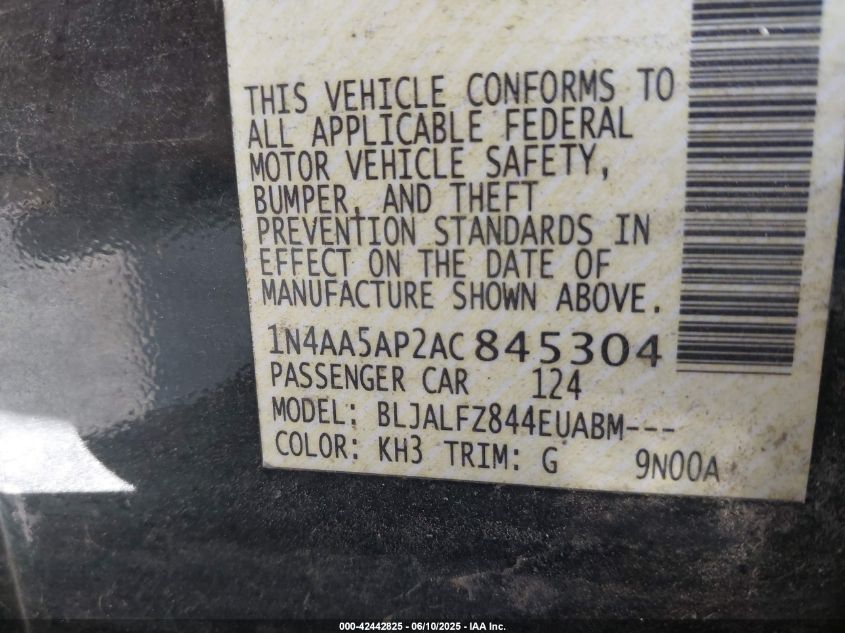 THIS VEHICLE CONFORMS TO
ALL APPLICABLE FEDERAL
MOTOR VEHICLE SAFETY,
BUMPER, AND THEFT
PREVENTION STANDARDS IN
EFFECT ON THE DATE OF
MANUFACTURE SHOWN ABOVE.
1N4AA5AP2AC845304
PASSENGER CAR 124
MODEL: BLJALFZ844EUABM---
COLOR: KH3 TRIM: G 9N00A
000-42442825 - 06/10/2025 - IAA Inc.